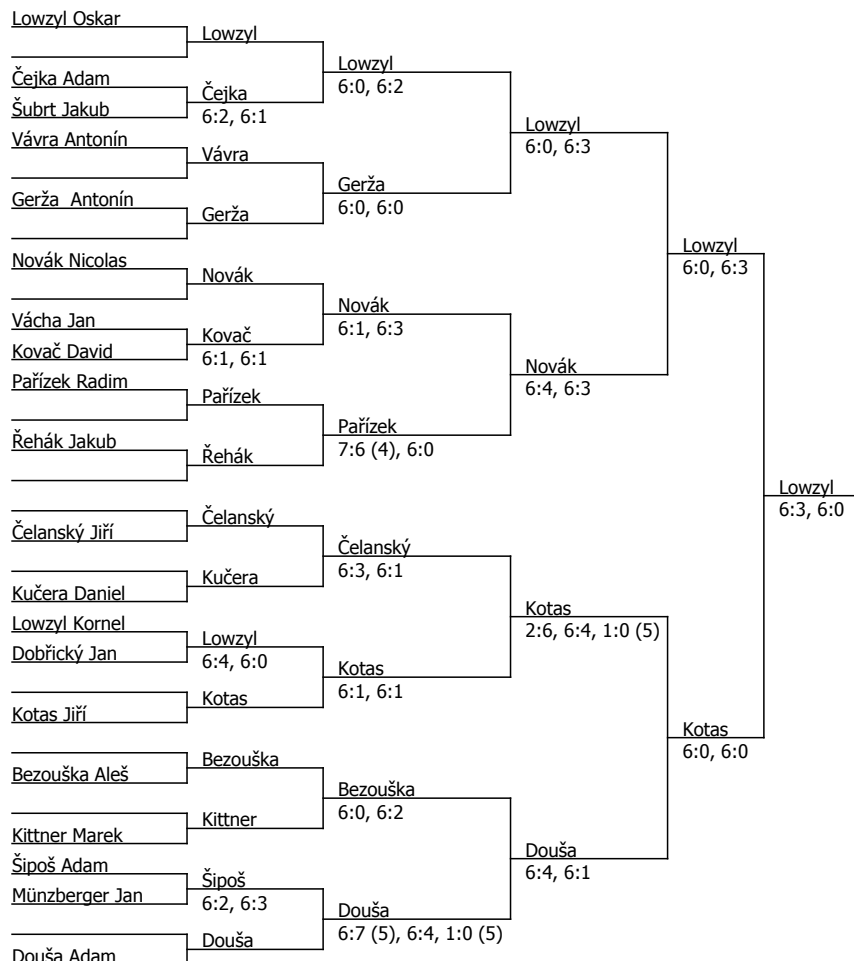 Lowzyl Oskar
Čejka Adam
Šubrt Jakub
Vávra Antonín
Gerža  Antonín
Novák Nicolas
Vácha Jan
Kovač David
Pařízek Radim
Řehák Jakub
Čelanský Jiří
Kučera Daniel
Lowzyl Kornel
Dobřický Jan
Kotas Jiří
Bezouška Aleš
Kittner Marek
Šipoš Adam
Münzberger Jan
Douša Adam
Lowzyl
Čejka
6:2, 6:1
Vávra
Gerža
Novák
Kovač
6:1, 6:1
Pařízek
Řehák
Čelanský
Kučera
Lowzyl
6:4, 6:0
Kotas
Bezouška
Kittner
Šipoš
6:2, 6:3
Douša
Lowzyl
6:0, 6:2
Gerža
6:0, 6:0
Novák
6:1, 6:3
Pařízek
7:6 (4), 6:0
Čelanský
6:3, 6:1
Kotas
6:1, 6:1
Bezouška
6:0, 6:2
Douša
6:7 (5), 6:4, 1:0 (5)
Lowzyl
6:0, 6:3
Novák
6:4, 6:3
Kotas
2:6, 6:4, 1:0 (5)
Douša
6:4, 6:1
Lowzyl
6:0, 6:3
Kotas
6:0, 6:0
Lowzyl
6:3, 6:0